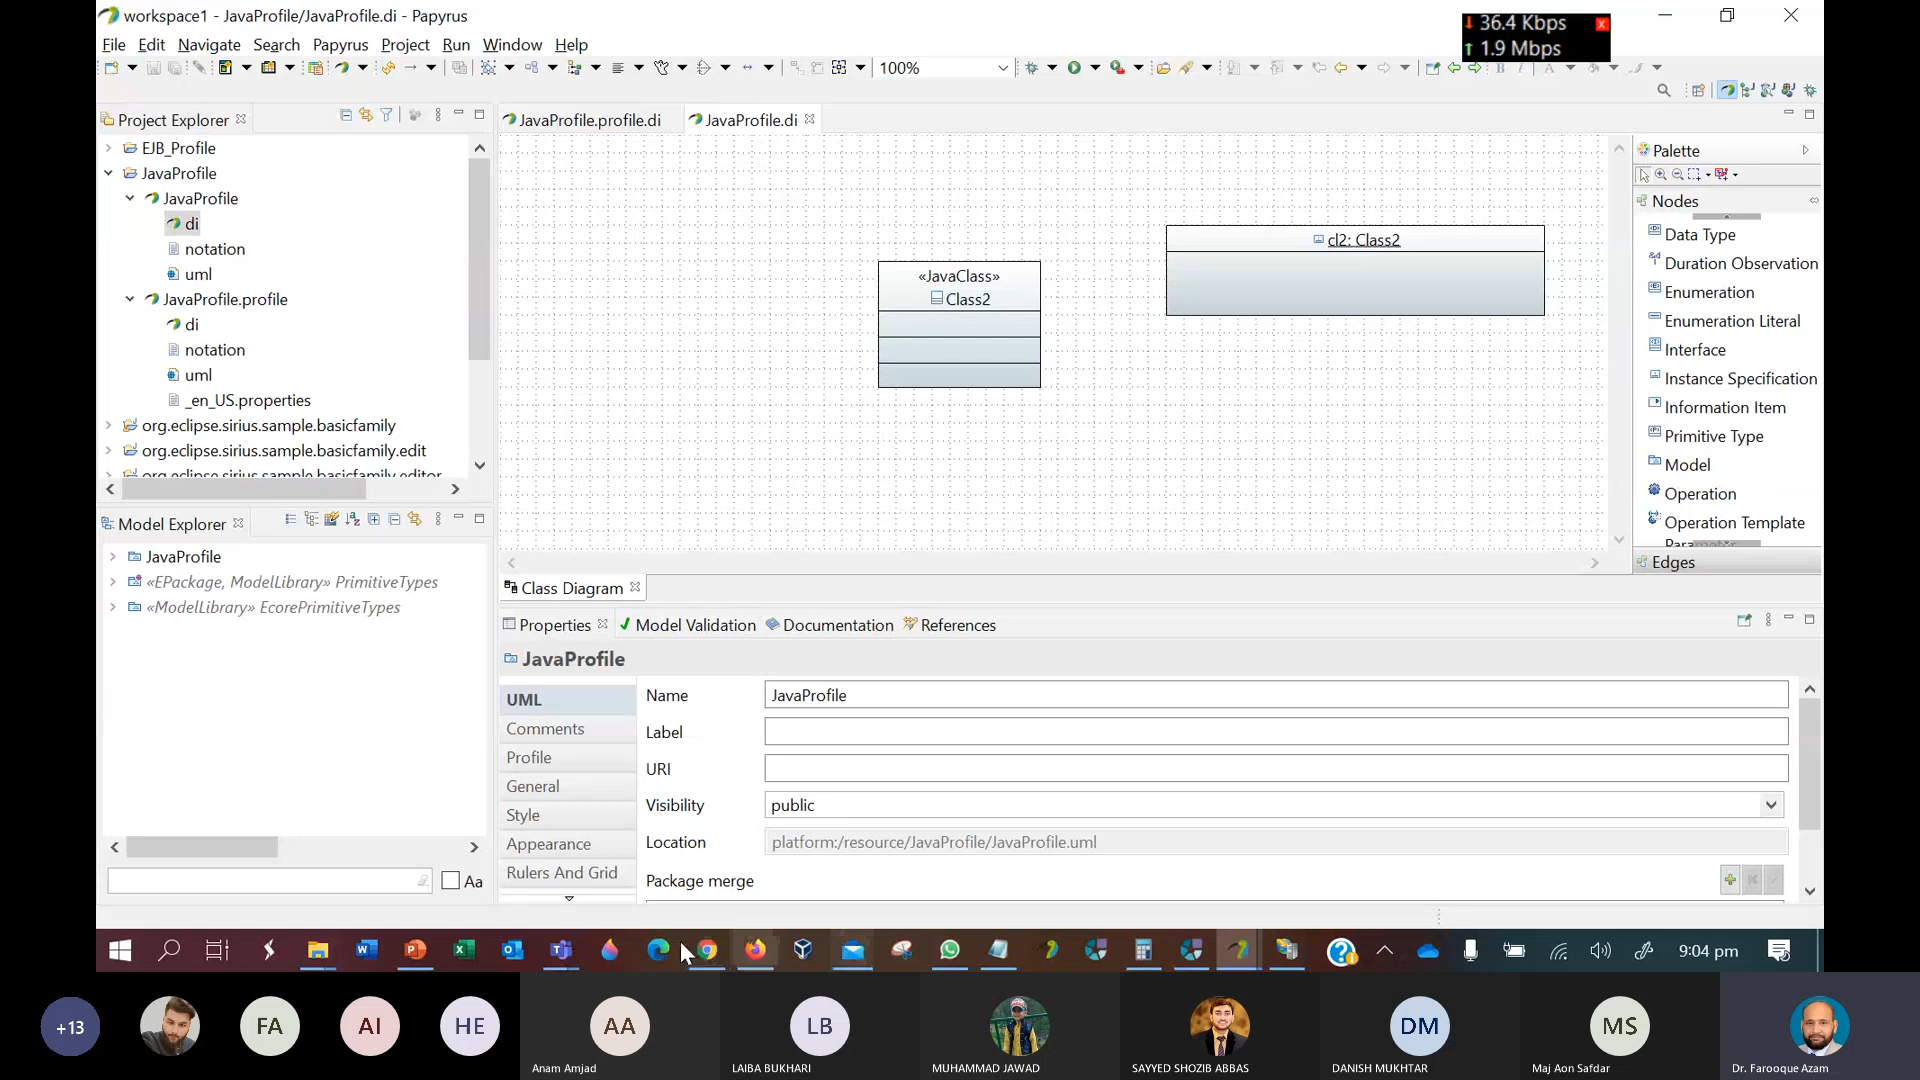 workspace1 - JavaProfile/JavaProfile.di - Papyrus
36.4 Kbps
1.9 Mbps
File Edit Navigate Search Papyrus Project Run Window Help
100%
Project Explorer
JavaProfile.profile.di
JavaProfile.di
EJB_Profile
JavaProfile
JavaProfile
di
notation
uml
JavaProfile.profile
di
notation
uml
_en_US.properties
org.eclipse.sirius.sample.basicfamily
org.eclipse.sirius.sample.basicfamily.edit
org.eclipse.sirius.sample.basicfamily.editor
«JavaClass»
Class2
cl2: Class2
Palette
Nodes
Data Type
Duration Observation
Enumeration
Enumeration Literal
Interface
Instance Specification
Information Item
Primitive Type
Model
Operation
Operation Template
Parameter
Edges
Class Diagram
Model Explorer
JavaProfile
«EPackage, ModelLibrary» PrimitiveTypes
«ModelLibrary» EcorePrimitiveTypes
Aa
Properties
Model Validation
Documentation
References
JavaProfile
UML
Comments
Profile
General
Style
Appearance
Rulers And Grid
Name JavaProfile
Label
URI
Visibility public
Location platform:/resource/JavaProfile/JavaProfile.uml
Package merge
9:04 pm
+13
FA
AI
HE
AA
Anam Amjad
LB
LAIBA BUKHARI
MUHAMMAD JAWAD
SAYYED SHOZIB ABBAS
DM
DANISH MUKHTAR
MS
Maj Aon Safdar
Dr. Farooque Azam